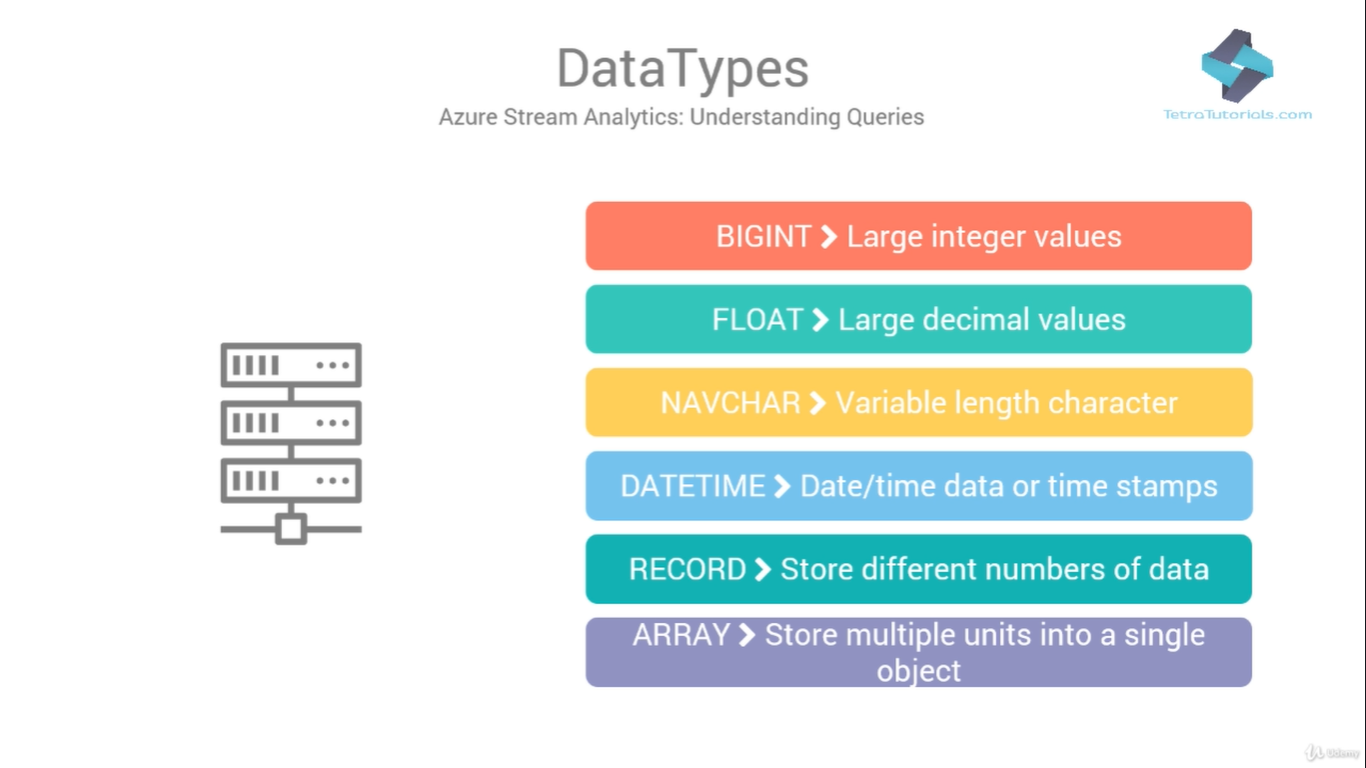 DataTypes
Azure Stream Analytics: Understanding Queries
TetraTutorials.com
BIGINT > Large integer values
FLOAT > Large decimal values
NAVCHAR > Variable length character
DATETIME > Date/time data or time stamps
RECORD > Store different numbers of data
ARRAY > Store multiple units into a single
object
Udemy